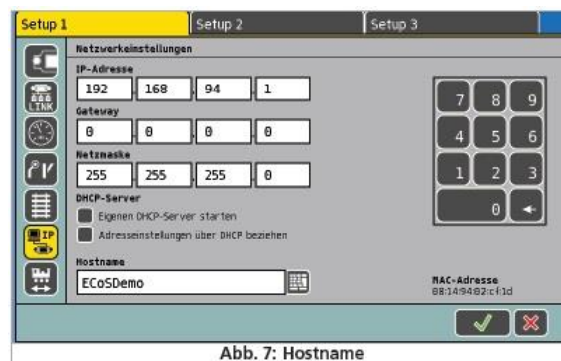 Setup 1 Setup 2 Setup 3
Netzwerkeinstellungen
IP-Adresse
192 168 94 1
Gateway
0 0 0 0
Netzmaske
255 255 255 0
DHCP-Server
Eigenen DHCP-Server starten
Adresseinstellungen über DHCP beziehen
Hostname
ECoSDemo
LINK
IP
7 8 9
4 5 6
1 2 3
0
MAC-Adresse
Abb. 7: Hostname